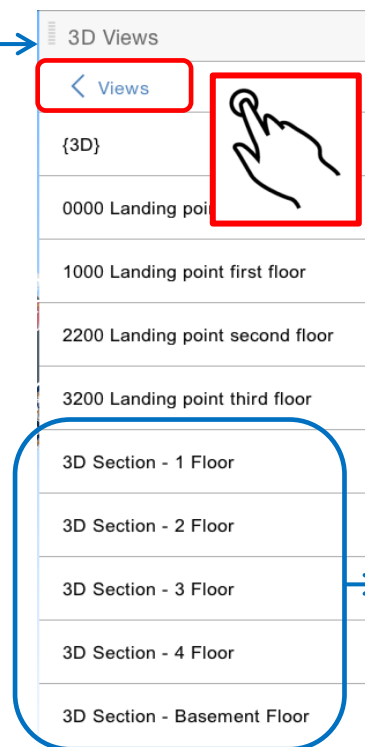 3D Views
Views
{3D}
0000 Landing
1000 Landing point first floor
2200 Landing point second floor
3200 Landing point third floor
3D Section - 1 Floor
3D Section - 2 Floor
3D Section - 3 Floor
3D Section - 4 Floor
3D Section - Basement Floor